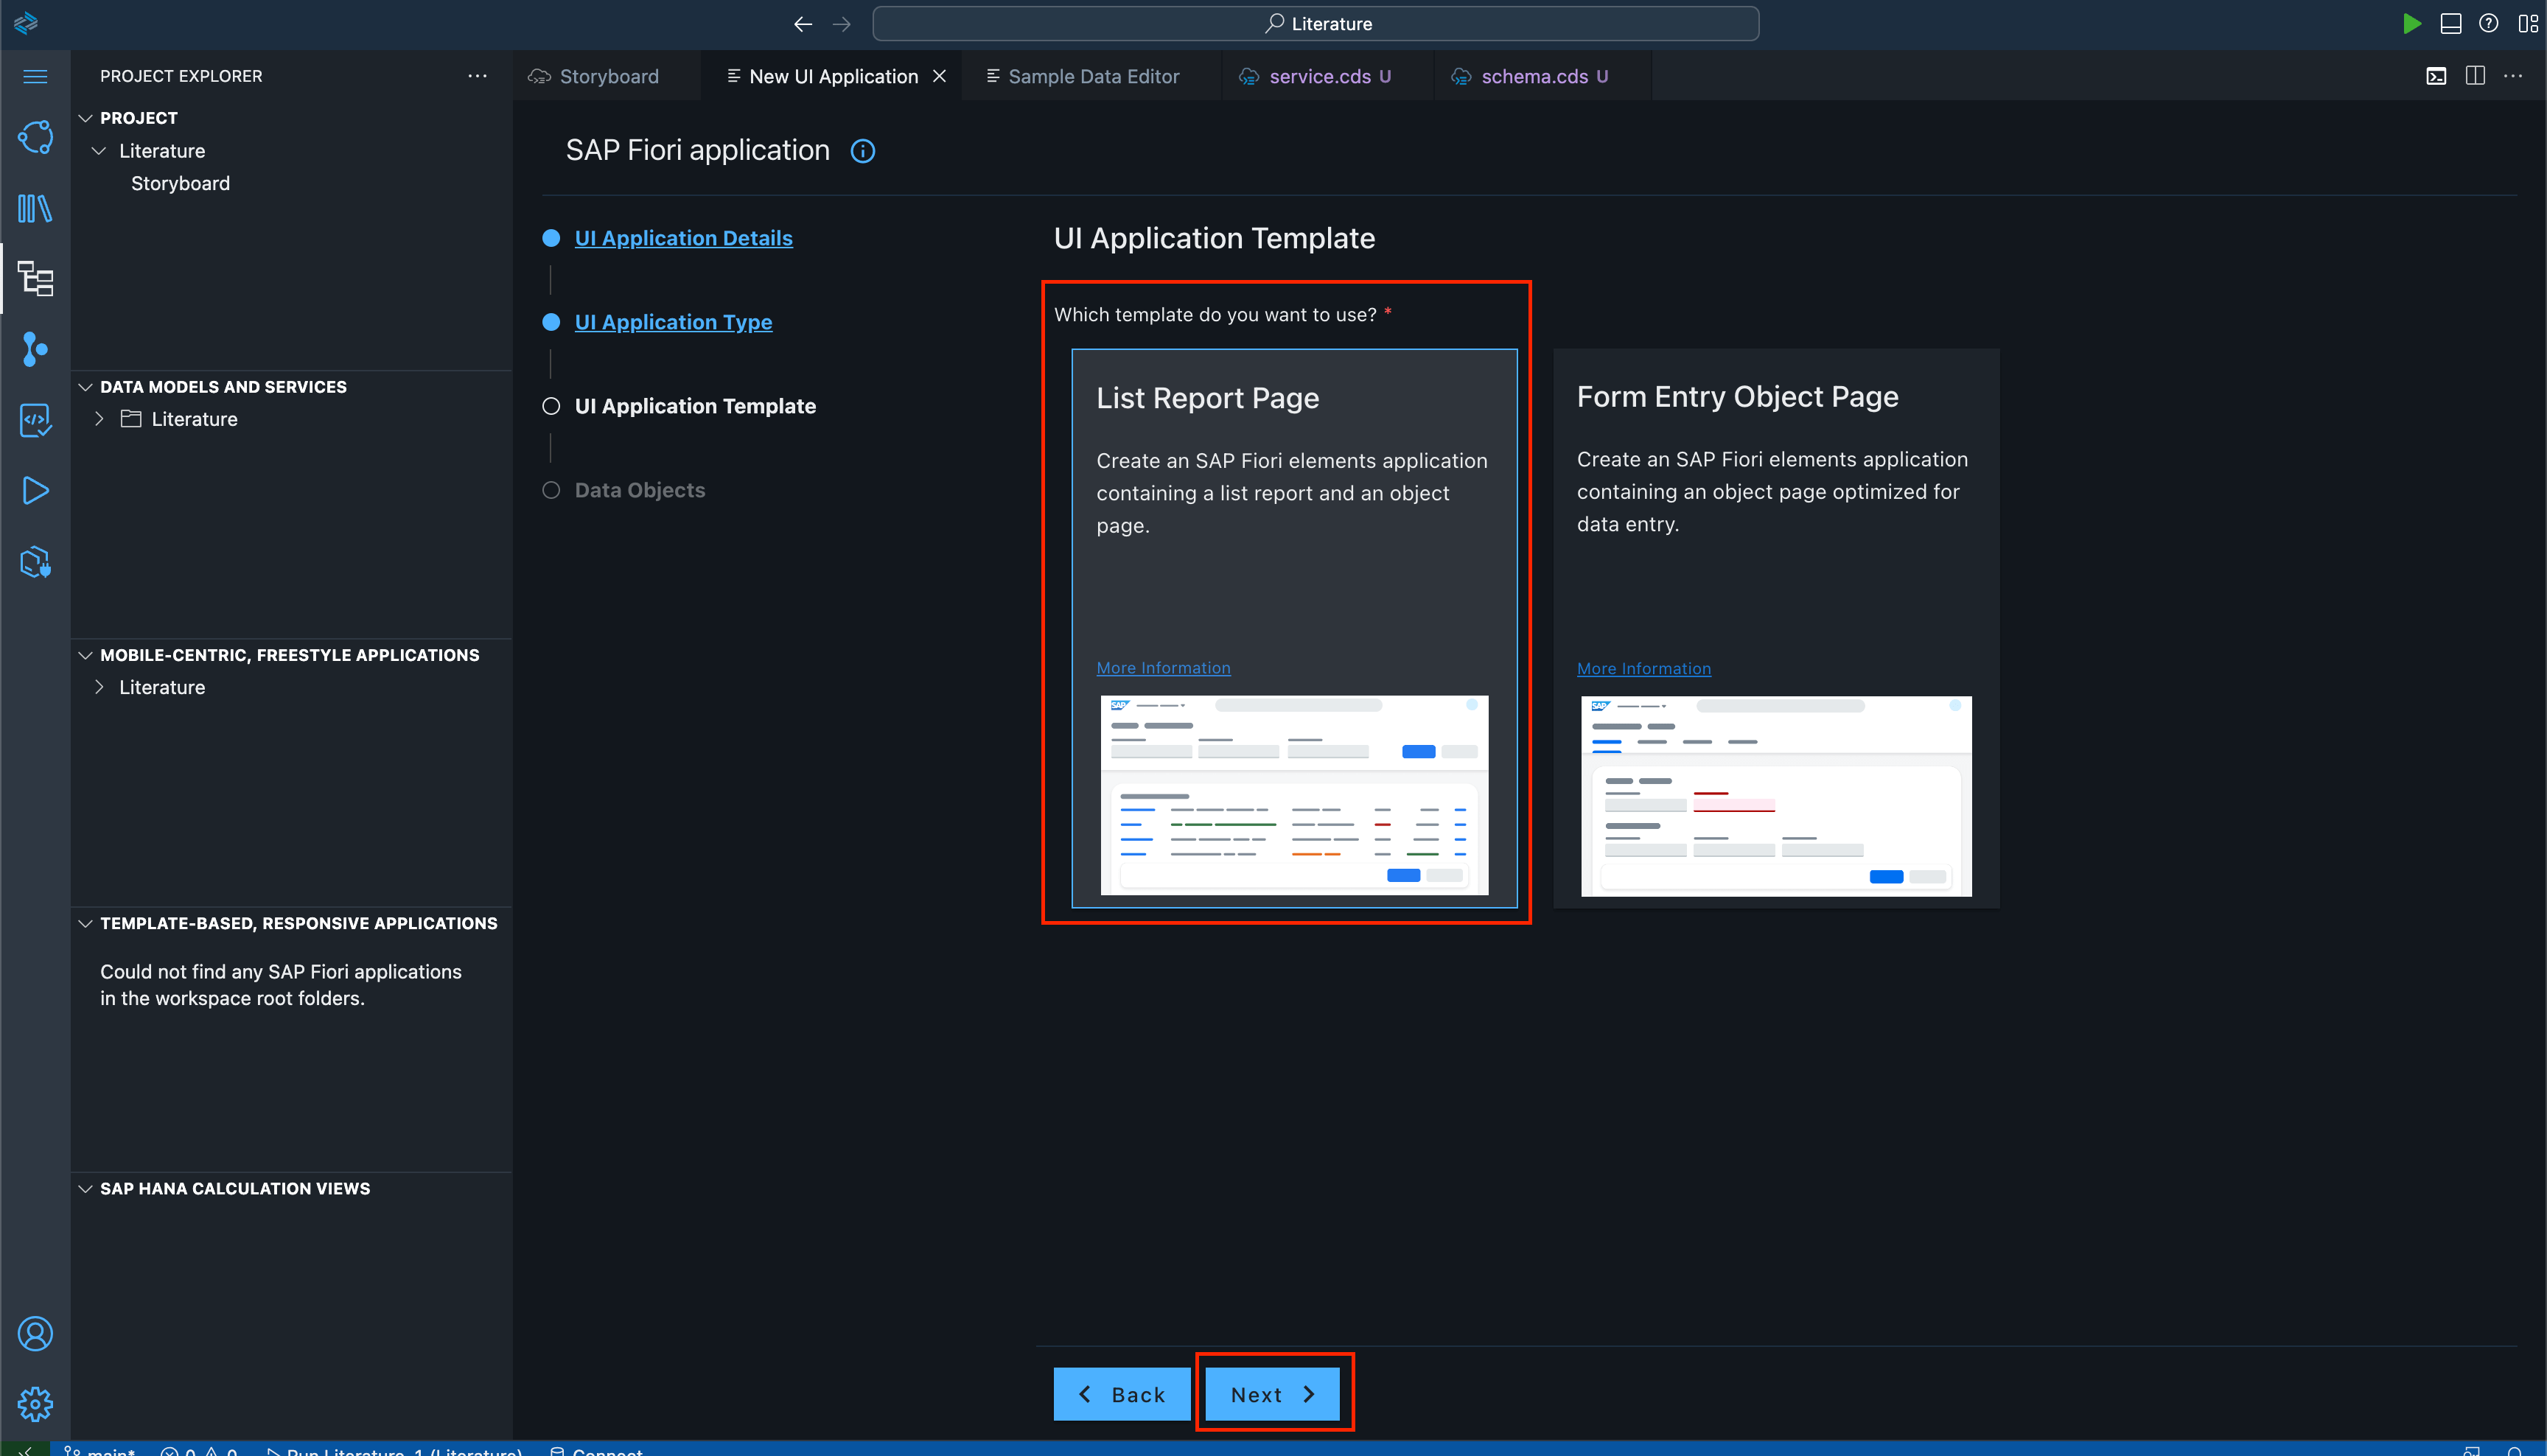 Literature
PROJECT EXPLORER
Storyboard
New UI Application
Sample Data Editor
service.cds U
schema.cds U
PROJECT
Literature
Storyboard
DATA MODELS AND SERVICES
Literature
MOBILE-CENTRIC, FREESTYLE APPLICATIONS
Literature
TEMPLATE-BASED, RESPONSIVE APPLICATIONS
Could not find any SAP Fiori applications
in the workspace root folders.
SAP HANA CALCULATION VIEWS
SAP Fiori application
UI Application Details
UI Application Type
UI Application Template
Data Objects
UI Application Template
Which template do you want to use? *
List Report Page
Create an SAP Fiori elements application
containing a list report and an object
page.
More Information
SAP
Form Entry Object Page
Create an SAP Fiori elements application
containing an object page optimized for
data entry.
More Information
SAP
Back
Next
main* 0 0 Run Literature-1 (Literature) Connect